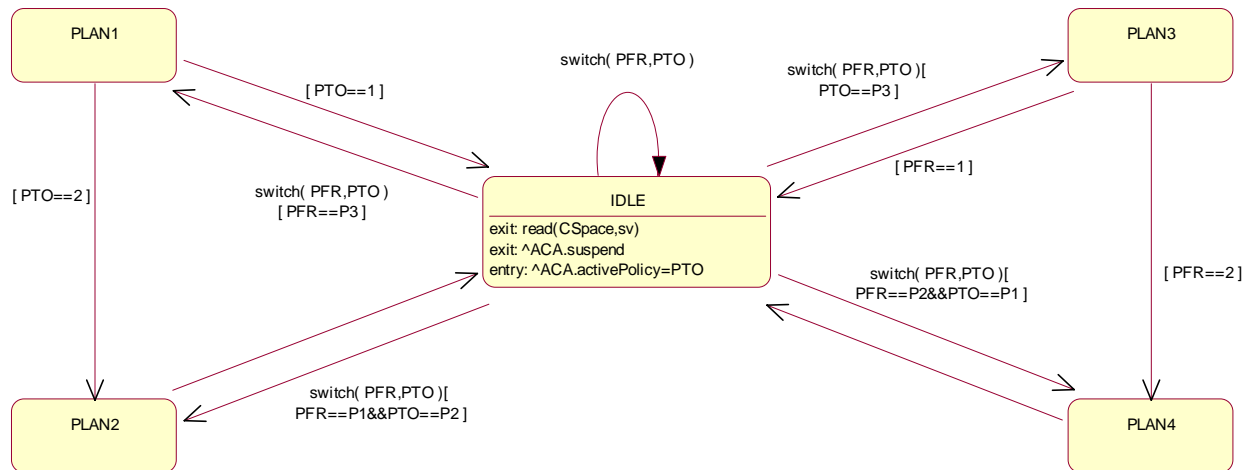 PLAN1
PLAN3
switch( PFR,PTO )
switch( PFR,PTO )[
PTO==P3 ]
[ PTO==1 ]
[ PFR==1 ]
[ PTO==2 ]
switch( PFR,PTO )
[ PFR==P3 ]
IDLE
exit: read(CSpace,sv)
exit: ^ACA.suspend
entry: ^ACA.activePolicy=PTO
switch( PFR,PTO )[
PFR==P2&&PTO==P1 ]
[ PFR==2 ]
switch( PFR,PTO )[
PFR==P1&&PTO==P2 ]
PLAN2
PLAN4